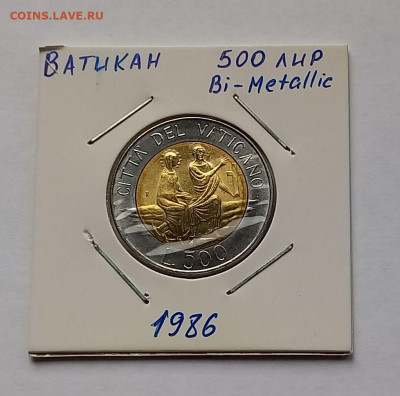 COINS.LAVE.RU
ВАТИКАН
500 ЛИР
Bi-Metallic
CITTA' DEL VATICANO
L. 500
1986